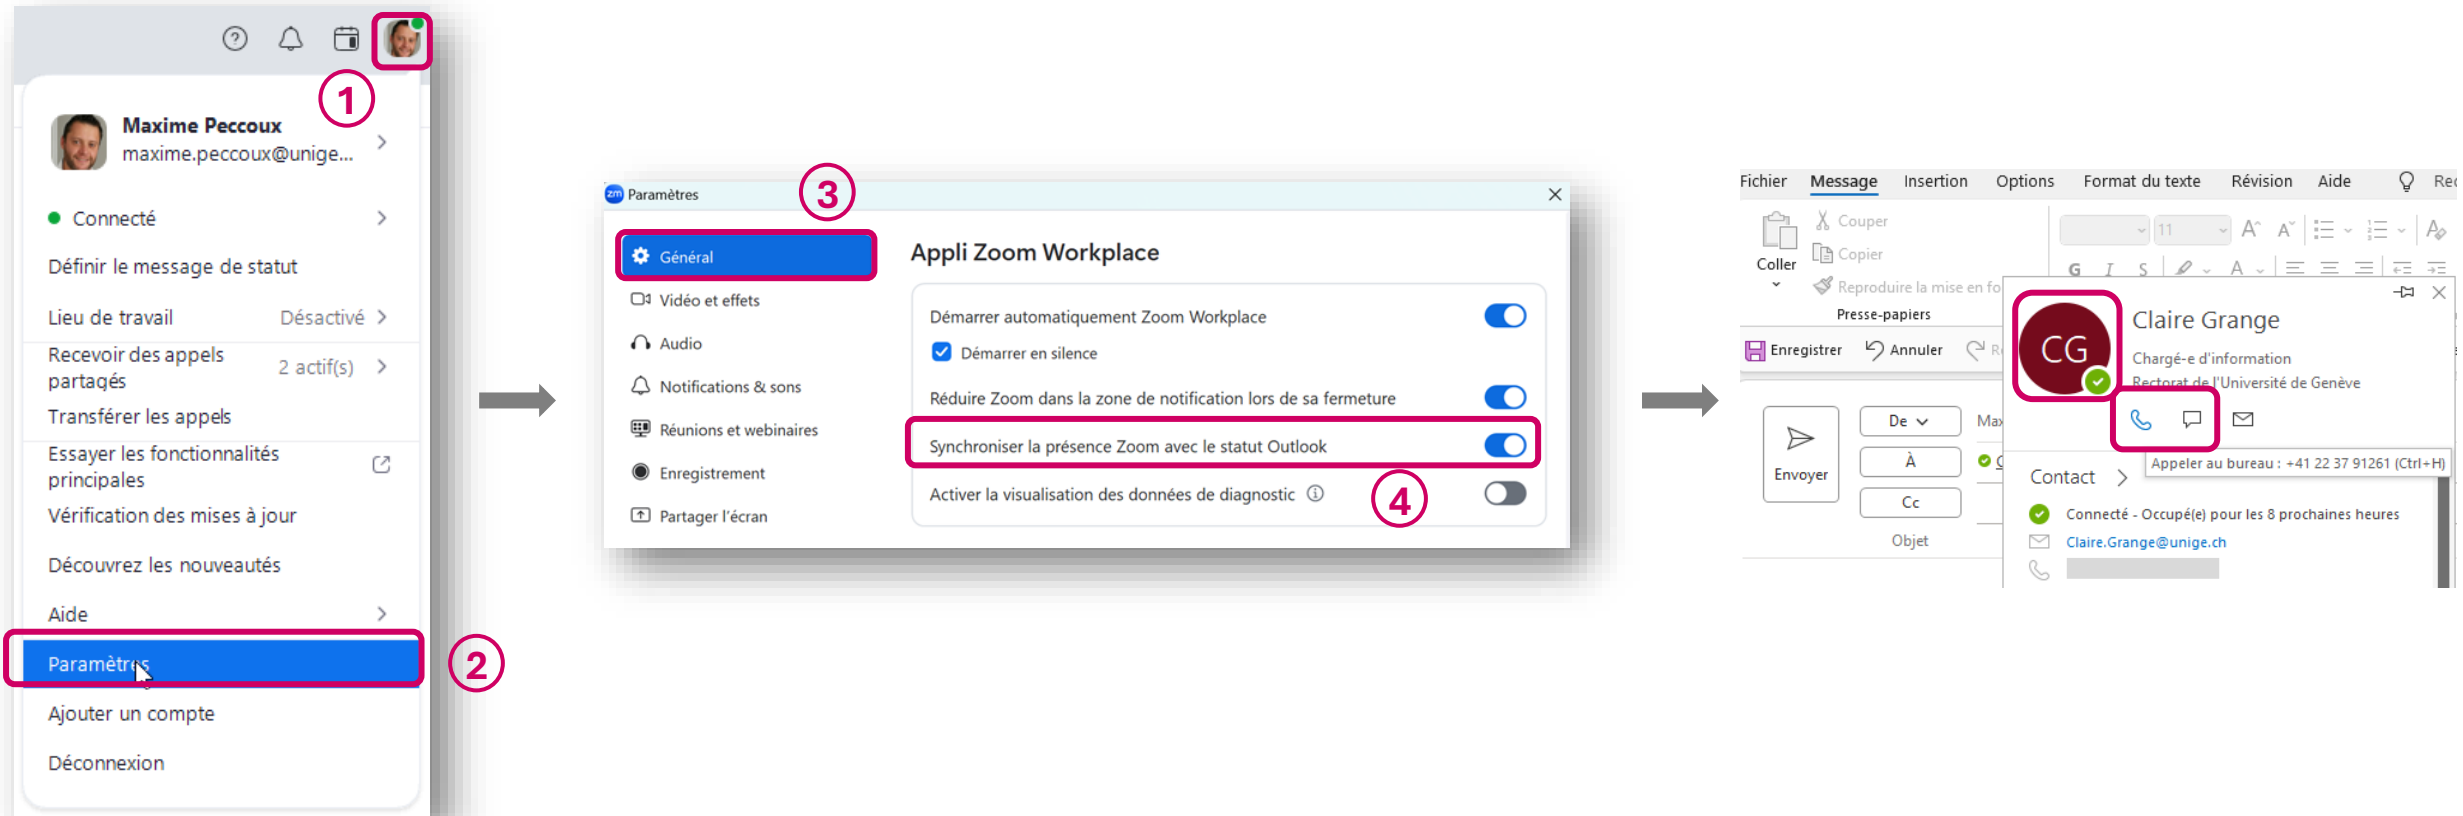 1
Maxime Peccoux
maxime.peccoux@unige...
Connecté
Définir le message de statut
Lieu de travail Désactivé
Recevoir des appels
partagés
2 actif(s)
Transférer les appels
Essayer les fonctionnalités
principales
Vérification des mises à jour
Découvrez les nouveautés
Aide
Paramètres
2
Ajouter un compte
Déconnexion
zm Paramètres
3
Général
Vidéo et effets
Audio
Notifications & sons
Réunions et webinaires
Enregistrement
Partager l'écran
Appli Zoom Workplace
Démarrer automatiquement Zoom Workplace
Démarrer en silence
Réduire Zoom dans la zone de notification lors de sa fermeture
Synchroniser la présence Zoom avec le statut Outlook
Activer la visualisation des données de diagnostic
4
Fichier Message Insertion Options Format du texte Révision Aide
Coller
Couper
Copier
Reproduire la mise en fo
Presse-papiers
11
G I S
Enregistrer Annuler
Envoyer
De
À
Cc
Objet
CG
Claire Grange
Chargé-e d'information
Rectorat de l'Université de Genève
Appeler au bureau : +41 22 37 91261 (Ctrl+H)
Contact
Connecté - Occupé(e) pour les 8 prochaines heures
Claire.Grange@unige.ch